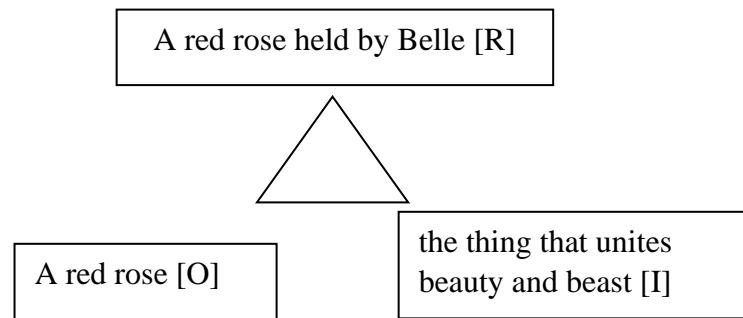 A red rose held by Belle [R]
A red rose [O]
the thing that unites
beauty and beast [I]